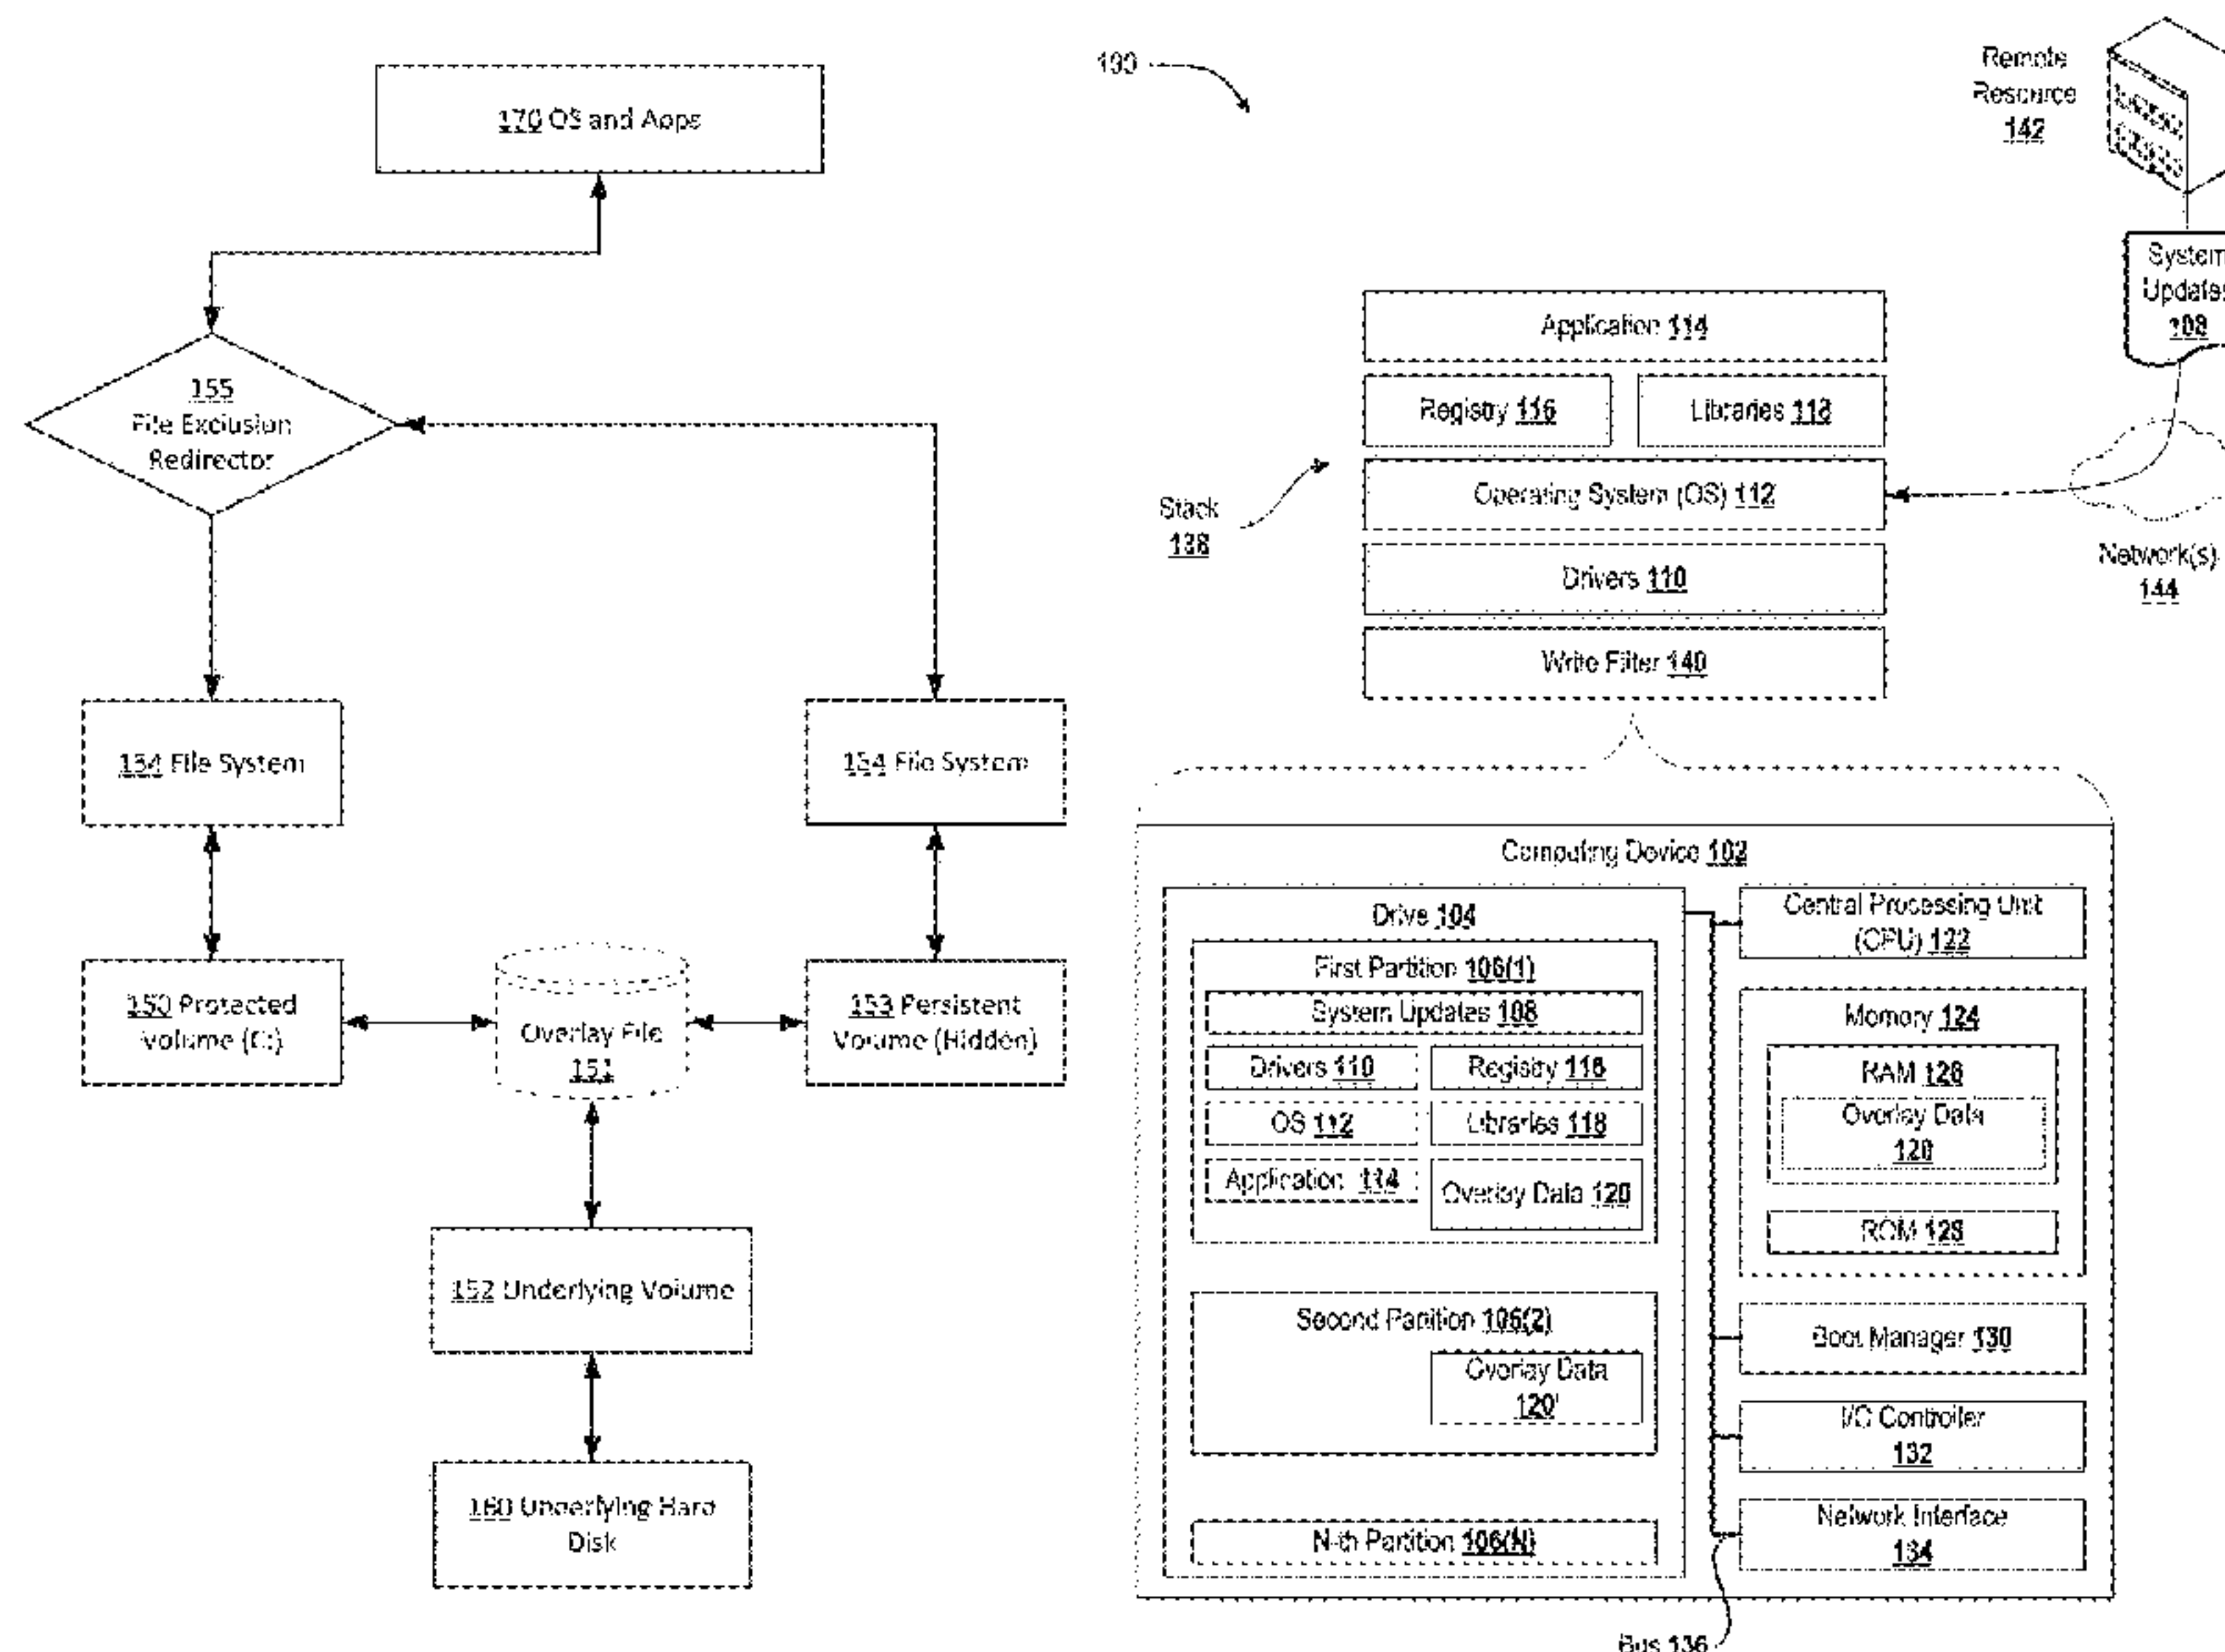 170 OS and Apps
155
File Exclusion
Redirector
154 File System
154 File System
150 Protected
Volume (C:)
Overlay File
151
153 Persistent
Volume (Hidden)
152 Underlying Volume
160 Underlying Hard
Disk
100
Remote
Resource
142
System
Updates
108
Application 114
Registry 116
Libraries 118
Stack
138
Operating System (OS) 112
Drivers 110
Write Filter 140
Network(s)
144
Computing Device 102
Drive 104
First Partition 106(1)
System Updates 108
Drivers 110
Registry 116
OS 112
Libraries 118
Application 114
Overlay Data 120
Second Partition 106(2)
Overlay Data
120'
N-th Partition 106(N)
Central Processing Unit
(CPU) 122
Memory 124
RAM 126
Overlay Data
120
ROM 128
Boot Manager 130
I/O Controller
132
Network Interface
134
Bus 136